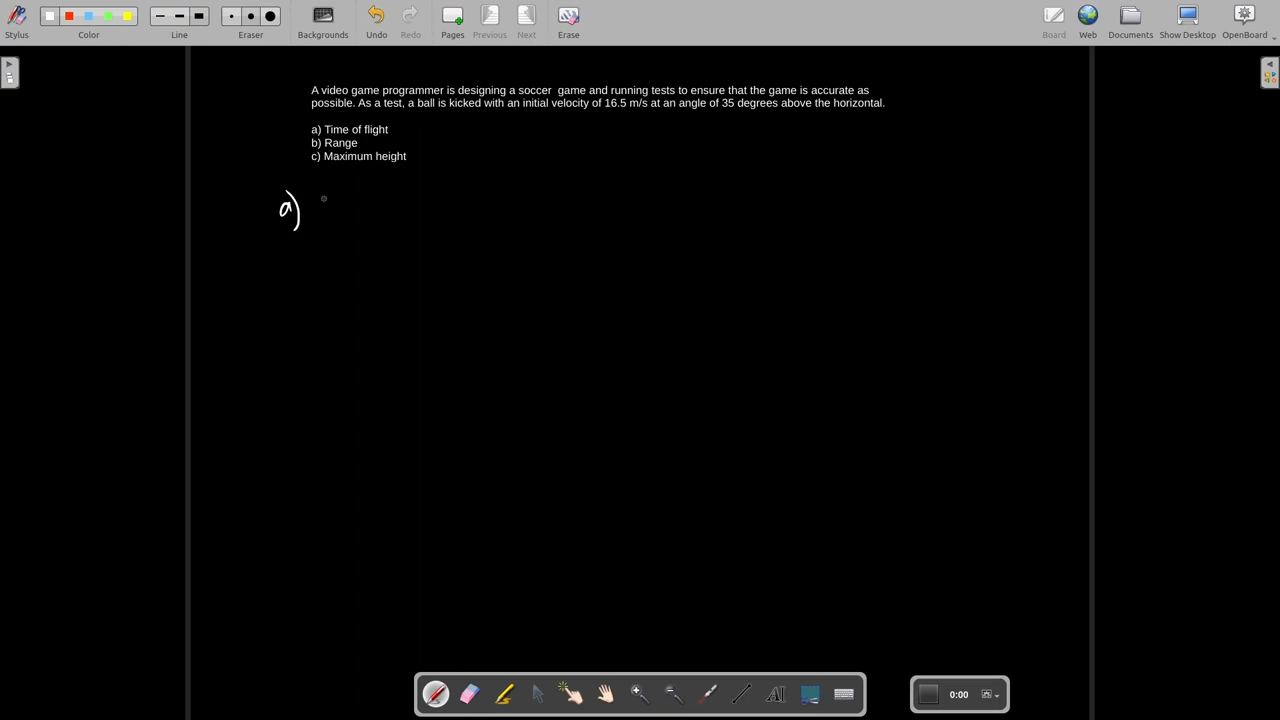 Stylus Color Line Eraser Backgrounds Undo Redo Pages Previous Next Erase Board Web Documents Show Desktop OpenBoard
A video game programmer is designing a soccer  game and running tests to ensure that the game is accurate as
possible. As a test, a ball is kicked with an initial velocity of 16.5 m/s at an angle of 35 degrees above the horizontal.
a) Time of flight
b) Range
c) Maximum height
a)
AI 0:00